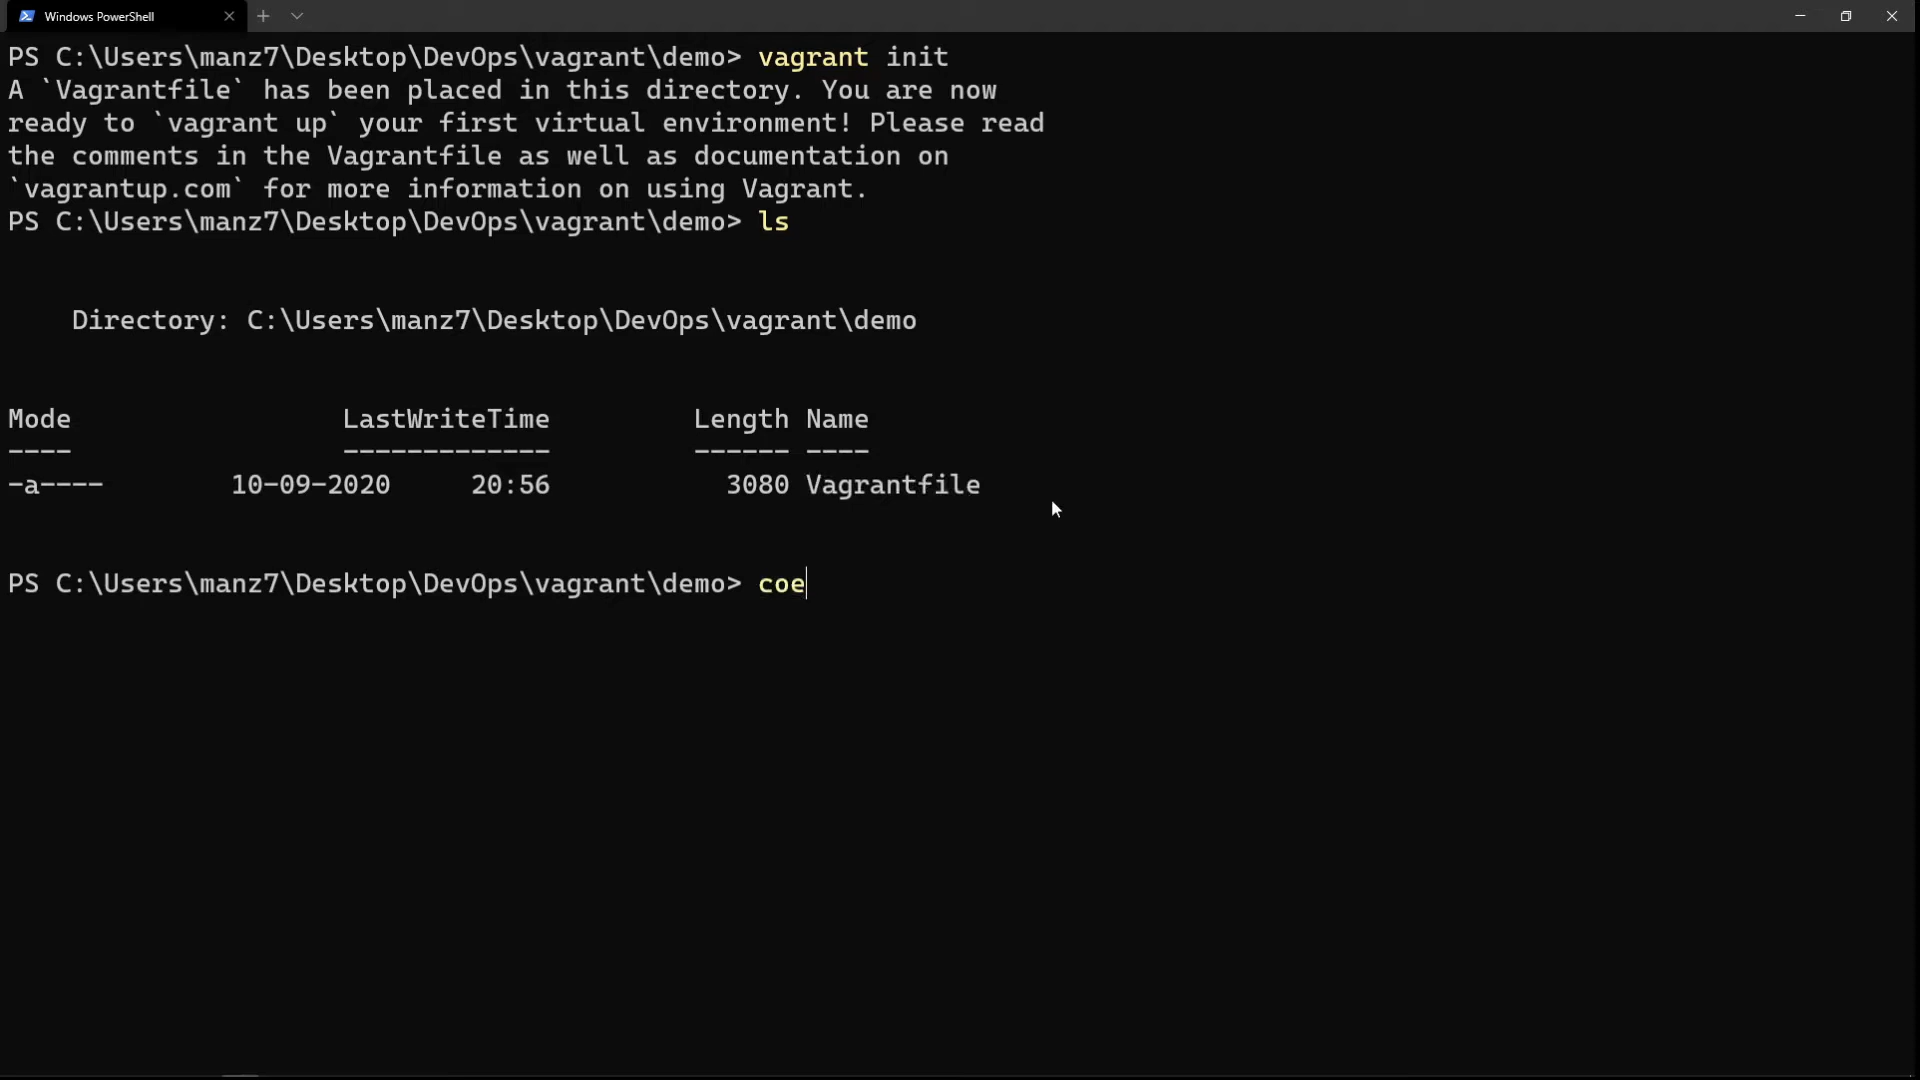 Windows PowerShell
PS C:\Users\manz7\Desktop\DevOps\vagrant\demo> vagrant init
A `Vagrantfile` has been placed in this directory. You are now
ready to `vagrant up` your first virtual environment! Please read
the comments in the Vagrantfile as well as documentation on
`vagrantup.com` for more information on using Vagrant.
PS C:\Users\manz7\Desktop\DevOps\vagrant\demo> ls
Directory: C:\Users\manz7\Desktop\DevOps\vagrant\demo
Mode LastWriteTime Length Name
---- ------------- ------ ----
-a---- 10-09-2020 20:56 3080 Vagrantfile
PS C:\Users\manz7\Desktop\DevOps\vagrant\demo> coe